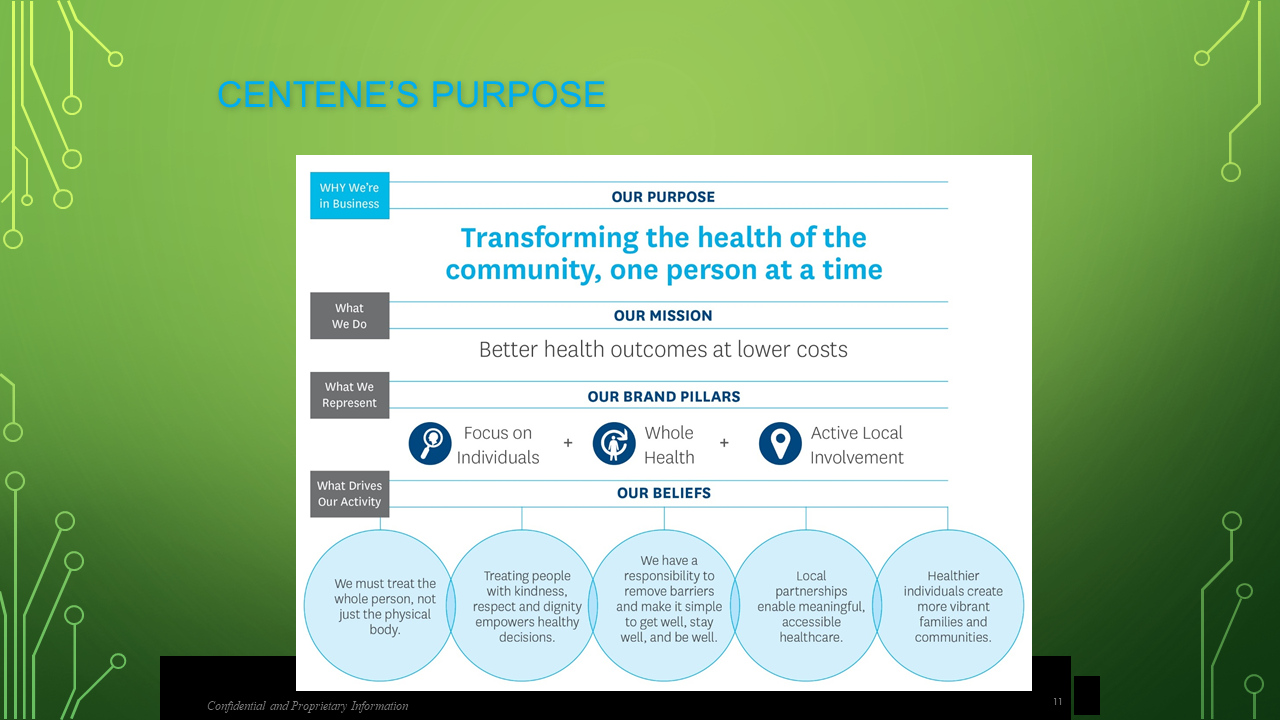 CENTENE’S PURPOSE
WHY We're
in Business
OUR PURPOSE
Transforming the health of the
community, one person at a time
What
We Do
OUR MISSION
Better health outcomes at lower costs
What We
Represent
OUR BRAND PILLARS
Focus on
Individuals
+
Whole
Health
+
Active Local
Involvement
What Drives
Our Activity
OUR BELIEFS
We must treat the
whole person, not
just the physical
body.
Treating people
with kindness,
respect and dignity
empowers healthy
decisions.
We have a
responsibility to
remove barriers
and make it simple
to get well, stay
well, and be well.
Local
partnerships
enable meaningful,
accessible
healthcare.
Healthier
individuals create
more vibrant
families and
communities.
Confidential and Proprietary Information
11